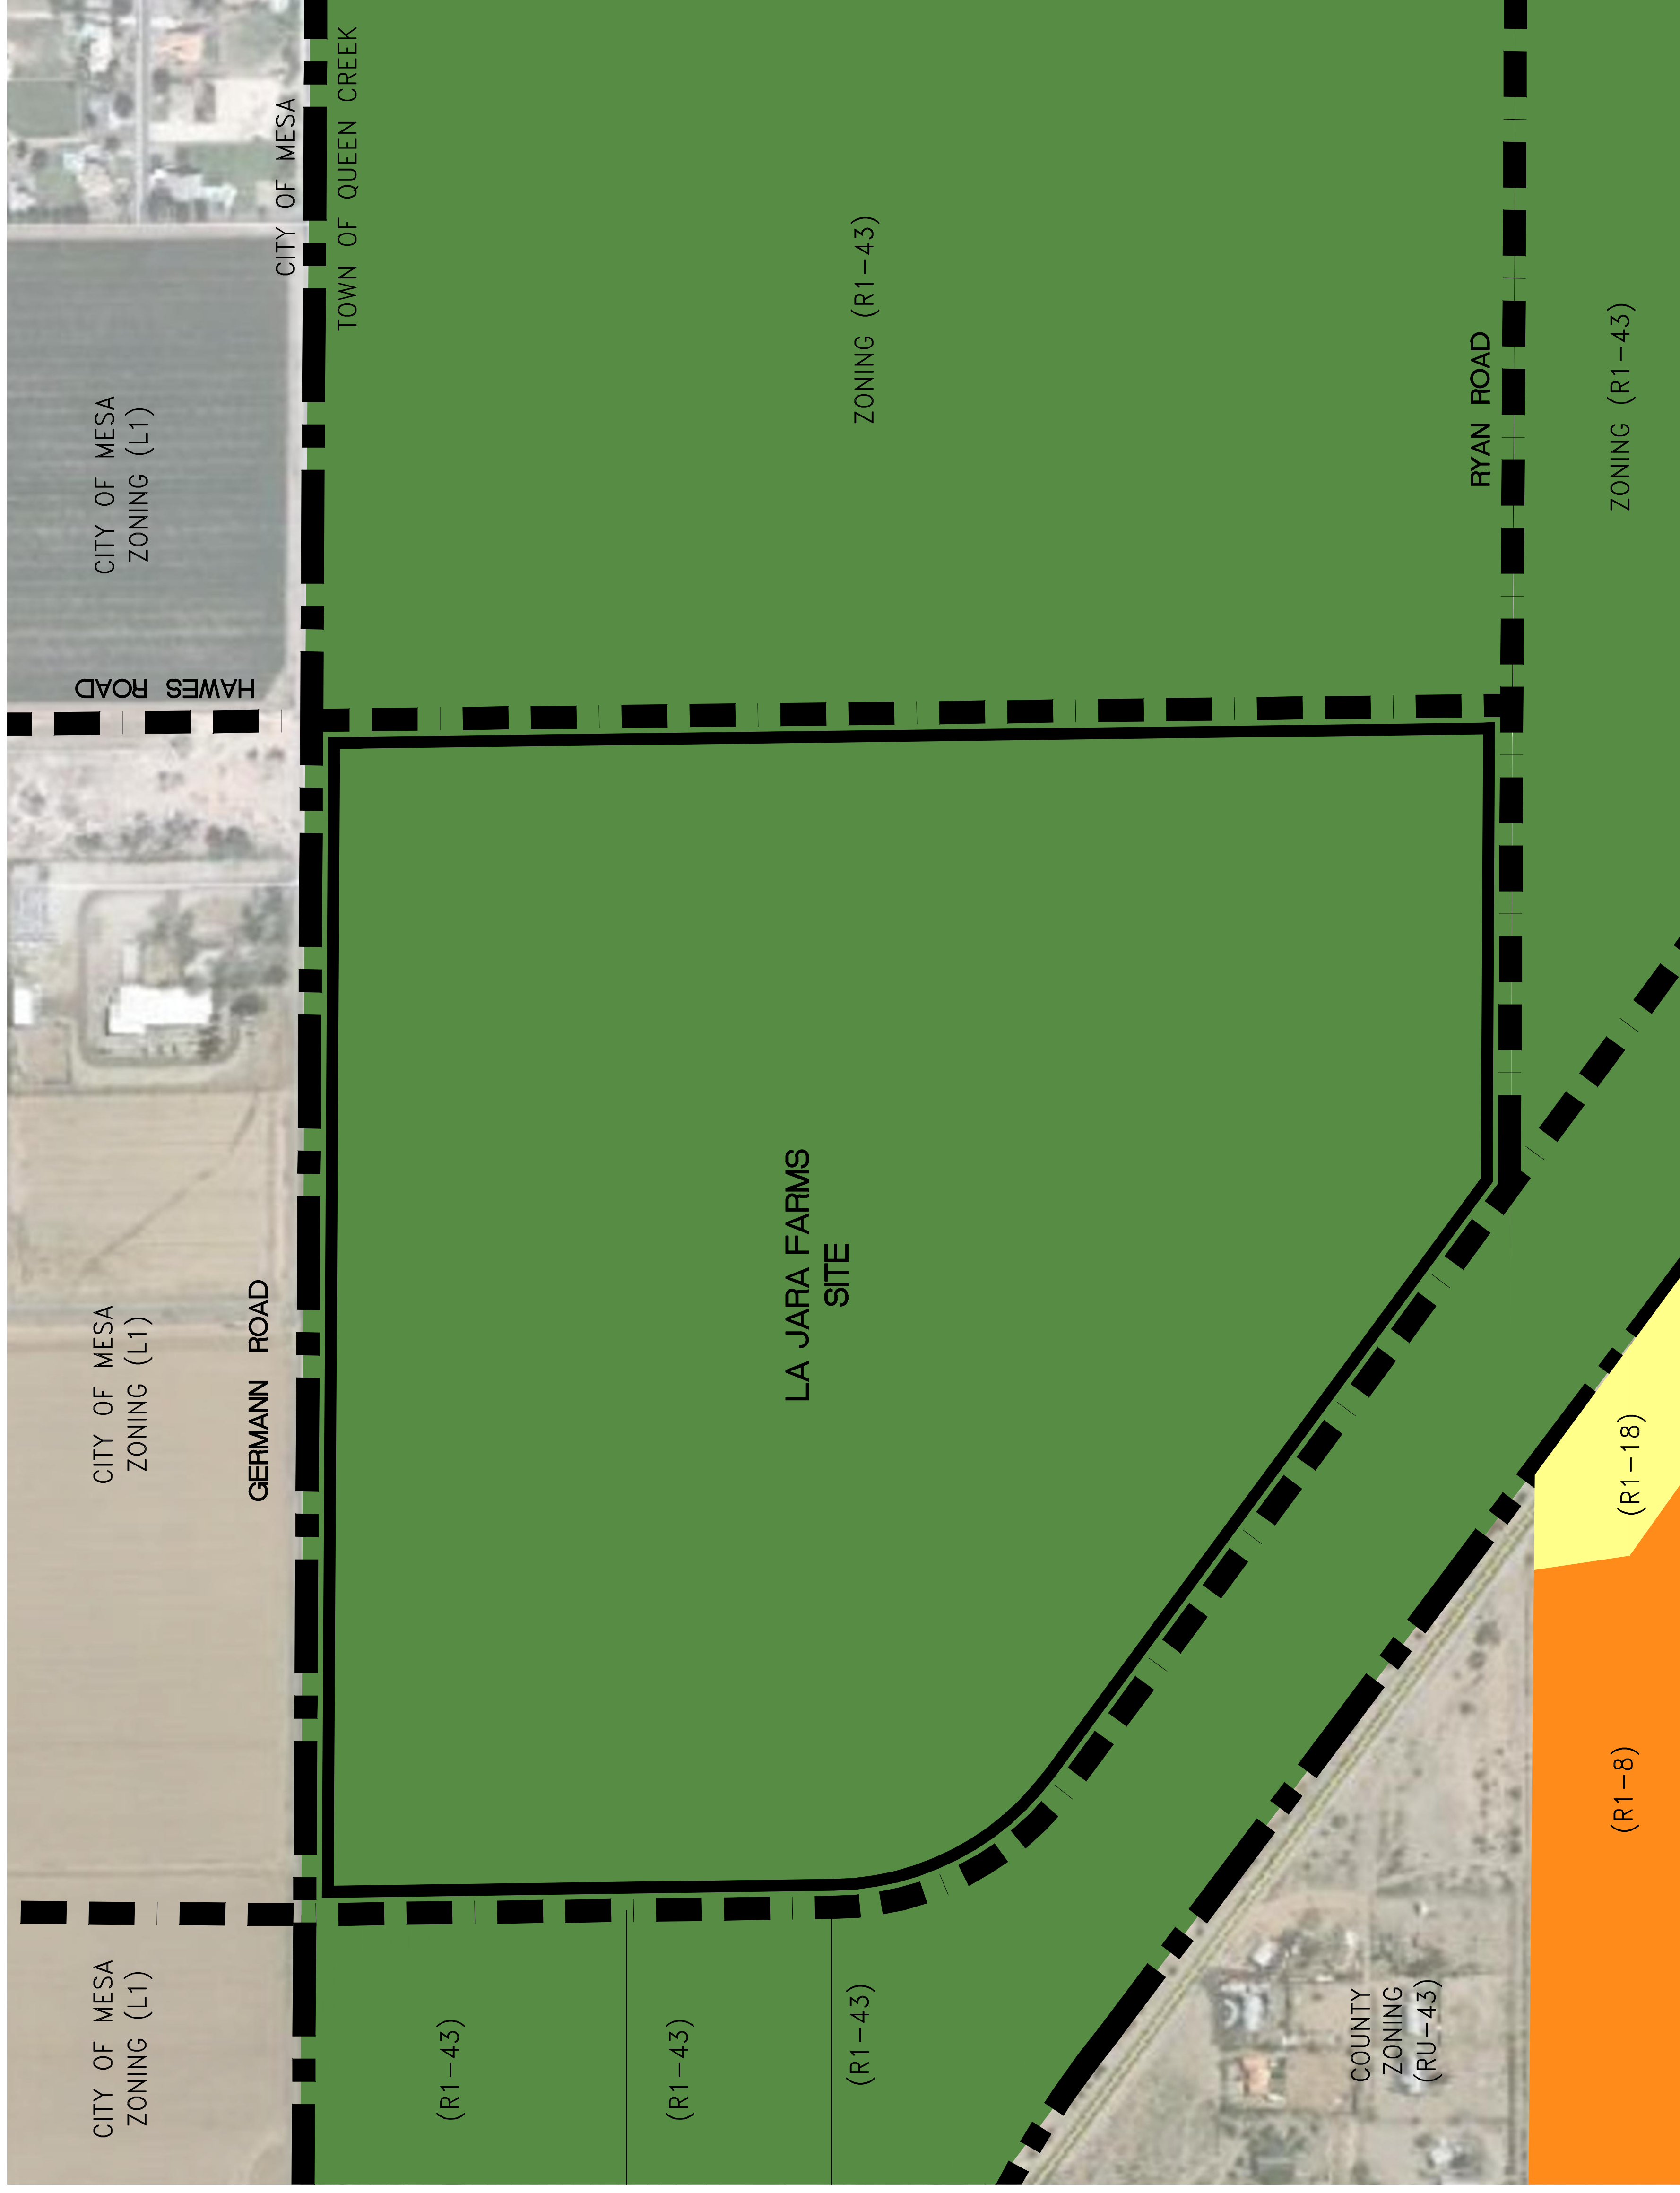 CITY OF MESA
ZONING (L1)
CITY OF MESA
ZONING (L1)
CITY OF MESA
ZONING (L1)
HAWES ROAD
GERMANN ROAD
CITY OF MESA
TOWN OF QUEEN CREEK
(R1-43)
(R1-43)
(R1-43)
LA JARA FARMS
SITE
ZONING (R1-43)
RYAN ROAD
COUNTY
ZONING
(RU-43)
(R1-8)
(R1-18)
ZONING (R1-43)